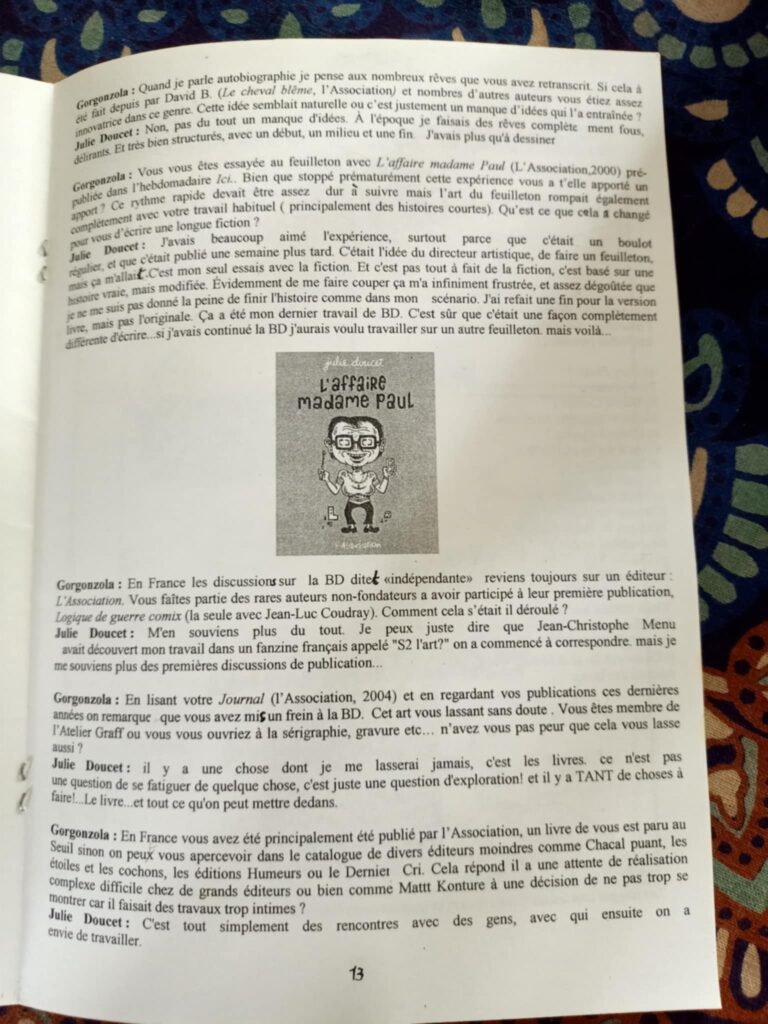 Gorgonzola : Quand je parle autobiographie je pense aux nombreux rêves que vous avez retranscrit. Si cela à
été fait depuis par David B. (Le cheval blême, l'Association) et nombres d'autres auteurs vous étiez assez
innovatrice dans ce genre. Cette idée semblait naturelle ou c'est justement un manque d'idées qui l'a entraînée ?
Julie Doucet : Non, pas du tout un manque d'idées. À l'époque je faisais des rêves complète ment fous,
délirants. Et très bien structurés, avec un début, un milieu et une fin. J'avais plus qu'à dessiner
Gorgonzola : Vous vous êtes essayée au feuilleton avec L'affaire madame Paul (L'Association,2000) pré-
publiée dans l'hebdomadaire Ici.. Bien que stoppé prématurément cette expérience vous a t'elle apporté un
apport ? Ce rythme rapide devait être assez dur à suivre mais l'art du feuilleton rompait également
complètement avec votre travail habituel ( principalement des histoires courtes). Qu'est ce que cela a changé
pour vous d'écrire une longue fiction ?
Julie Doucet : J'avais beaucoup aimé l'expérience, surtout parce que c'était un boulot
régulier, et que c'était publié une semaine plus tard. C'était l'idée du directeur artistique, de faire un feuilleton,
mais ça m'allait.C'est mon seul essais avec la fiction. Et c'est pas tout à fait de la fiction, c'est basé sur une
histoire vraie, mais modifiée. Évidemment de me faire couper ça m'a infiniment frustrée, et assez dégoûtée que
je ne me suis pas donné la peine de finir l'histoire comme dans mon scénario. J'ai refait une fin pour la version
livre, mais pas l'originale. Ça a été mon dernier travail de BD. C'est sûr que c'était une façon complètement
différente d'écrire...si j'avais continué la BD j'aurais voulu travailler sur un autre feuilleton. mais voilà...
julie doucet
L'affaire
madame Paul
l'Association
Gorgonzola : En France les discussions sur la BD ditet «indépendante» reviens toujours sur un éditeur :
L'Association. Vous faîtes partie des rares auteurs non-fondateurs a avoir participé à leur première publication,
Logique de guerre comix (la seule avec Jean-Luc Coudray). Comment cela s'était il déroulé ?
Julie Doucet : M'en souviens plus du tout. Je peux juste dire que Jean-Christophe Menu
avait découvert mon travail dans un fanzine français appelé "S2 l'art?" on a commencé à correspondre. mais je
me souviens plus des premières discussions de publication...
Gorgonzola : En lisant votre Journal (l'Association, 2004) et en regardant vos publications ces dernières
années on remarque que vous avez mis un frein à la BD. Cet art vous lassant sans doute . Vous êtes membre de
l'Atelier Graff ou vous vous ouvriez à la sérigraphie, gravure etc... n'avez vous pas peur que cela vous lasse
aussi ?
Julie Doucet : il y a une chose dont je me lasserai jamais, c'est les livres. ce n'est pas
une question de se fatiguer de quelque chose, c'est juste une question d'exploration! et il y a TANT de choses à
faire!...Le livre...et tout ce qu'on peut mettre dedans.
Gorgonzola : En France vous avez été principalement été publié par l'Association, un livre de vous est paru au
Seuil sinon on peux vous apercevoir dans le catalogue de divers éditeurs moindres comme Chacal puant, les
étoiles et les cochons, les éditions Humeurs ou le Dernier Cri. Cela répond il a une attente de réalisation
complexe difficile chez de grands éditeurs ou bien comme Mattt Konture à une décision de ne pas trop se
montrer car il faisait des travaux trop intimes ?
Julie Doucet : C'est tout simplement des rencontres avec des gens, avec qui ensuite on a
envie de travailler.
13